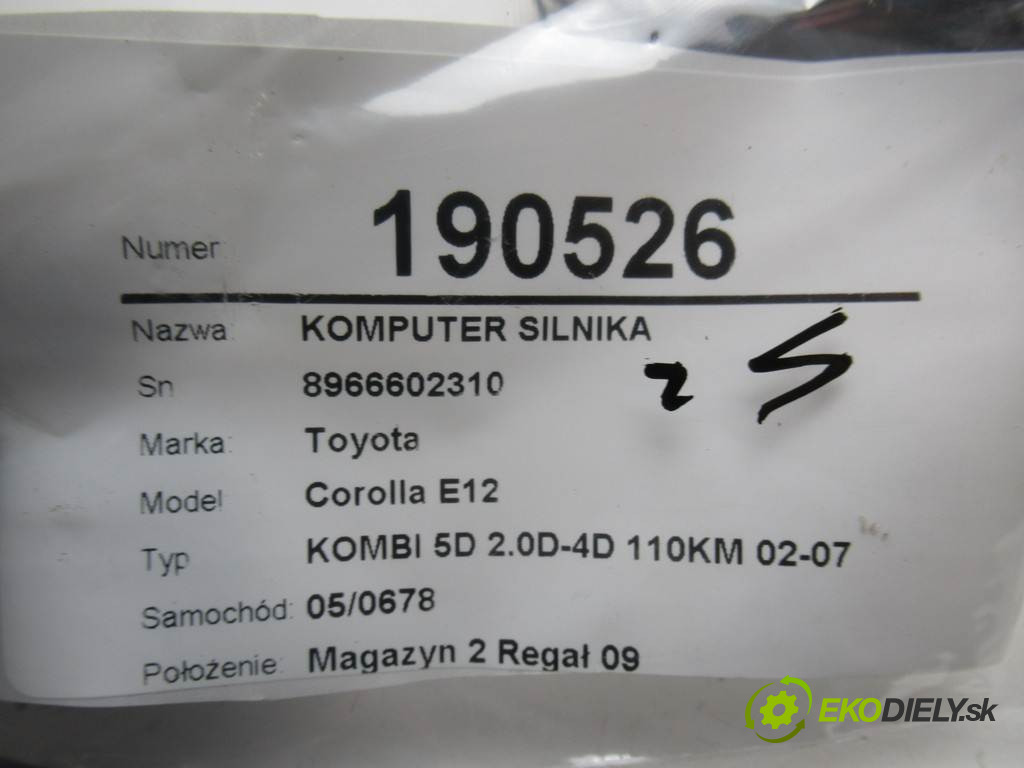 Numer: 190526
Nazwa: KOMPUTER SILNIKA
Sn 8966602310
2 S
Marka: Toyota
Model Corolla E12
Typ KOMBI 5D 2.0D-4D 110KM 02-07
Samochód: 05/0678
Położenie: Magazyn 2 Regał 09
EKODIELY.sk